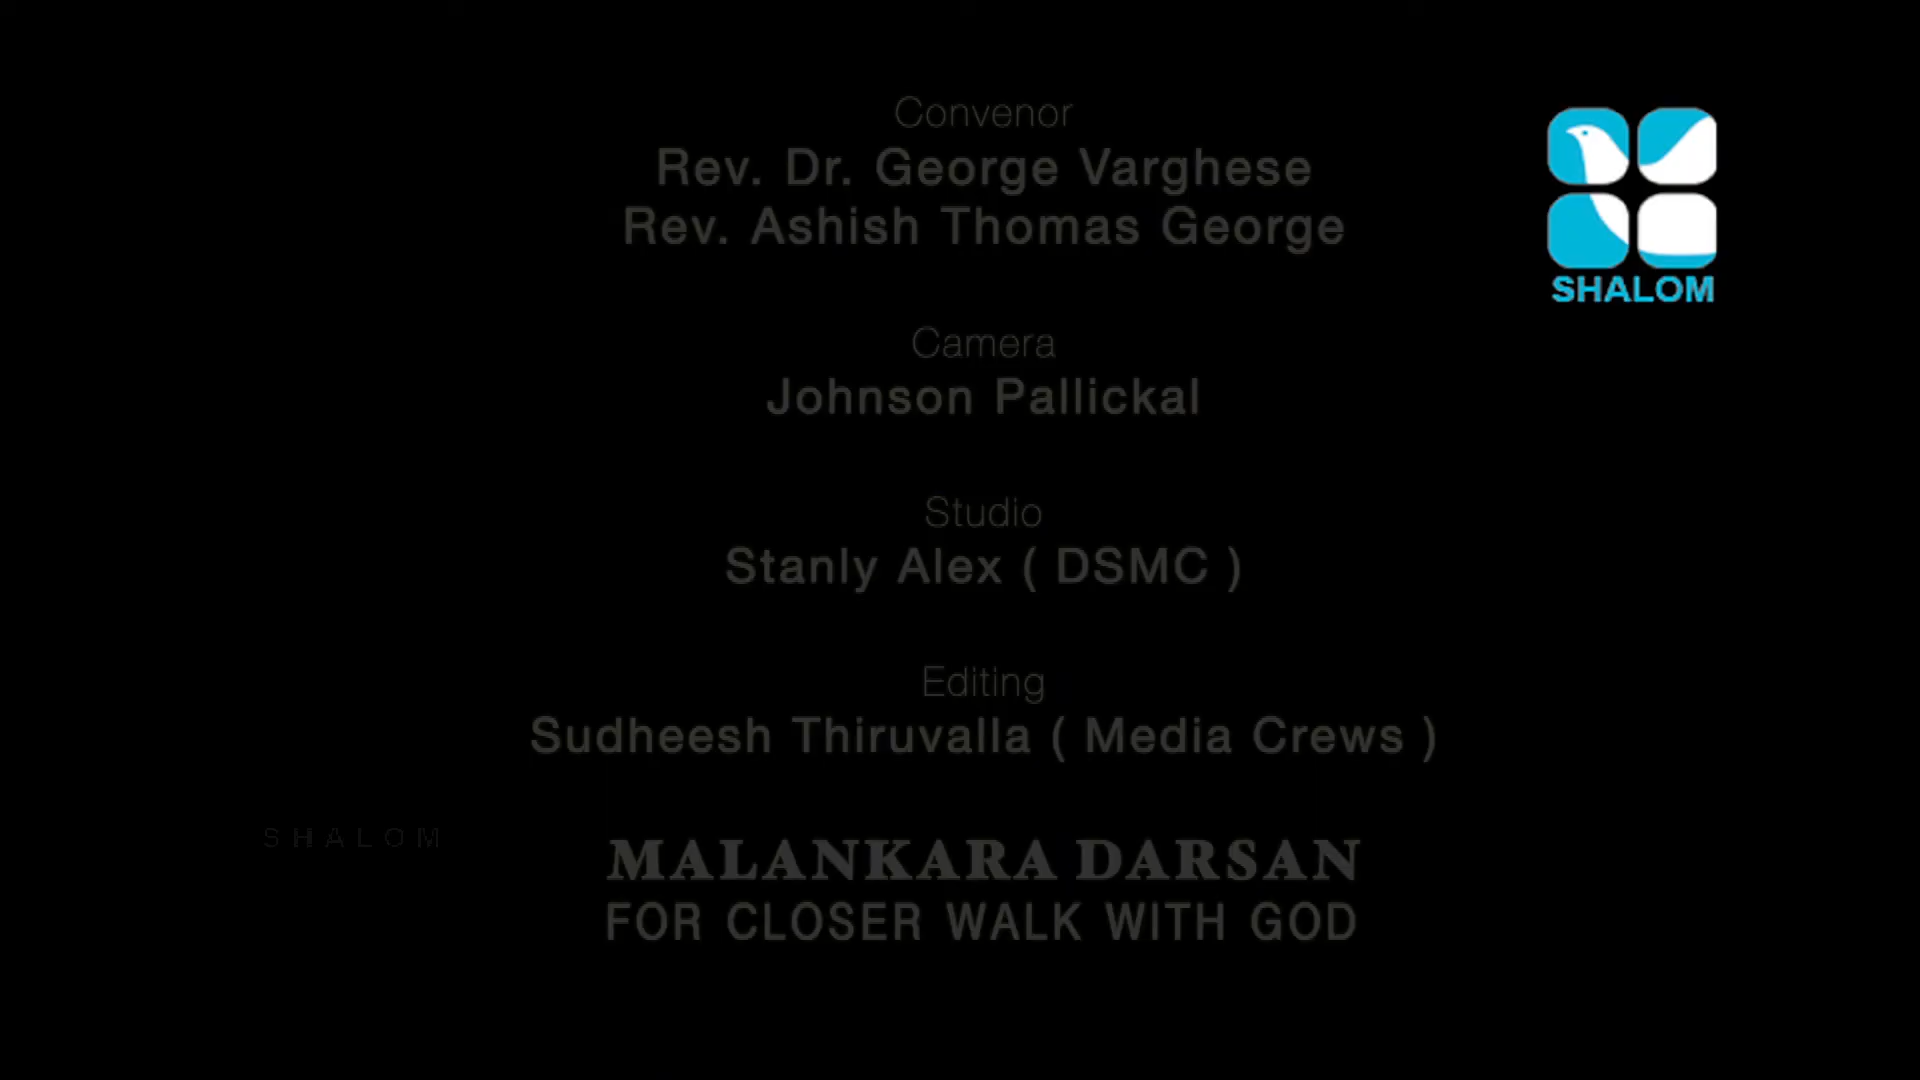 Convenor
Rev. Dr. George Varghese
Rev. Ashish Thomas George
SHALOM
Camera
Johnson Pallickal
Studio
Stanly Alex ( DSMC )
Editing
Sudheesh Thiruvalla ( Media Crews )
SHALOM
MALANKARA DARSAN
FOR CLOSER WALK WITH GOD